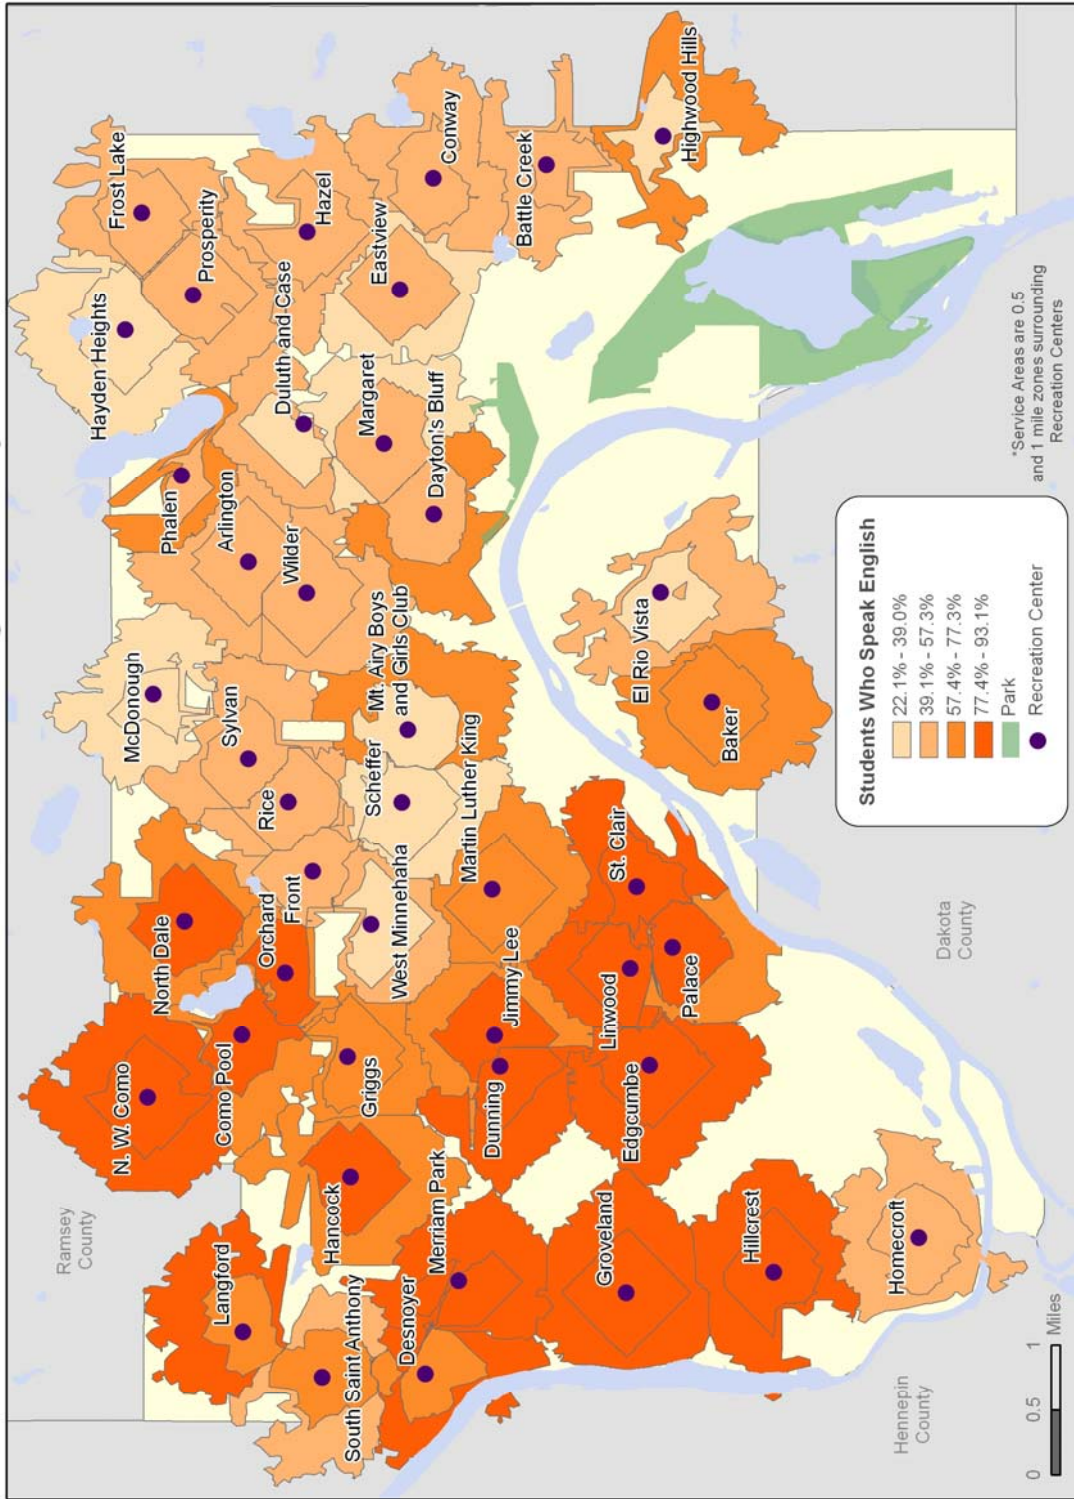 Ramsey
County
N. W. Como
North Dale
McDonough
Hayden Heights
Frost Lake
Langford
Como Pool
Orchard
Sylvan
Phalen
Arlington
Prosperity
South Saint Anthony
Hancock
Griggs
Front
Rice
Wilder
Duluth and Case
Hazel
Desnoyer
Merriam Park
West Minnehaha
Scheffer
Mt. Airy Boys
and Girls Club
Margaret
Eastview
Conway
Dunning
Jimmy Lee
Martin Luther King
Dayton's Bluff
Battle Creek
Groveland
Edgcumbe
Linwood
Palace
St. Clair
El Rio Vista
Highwood Hills
Hillcrest
Baker
Homecroft
Hennepin
County
Dakota
County
Students Who Speak English
22.1% - 39.0%
39.1% - 57.3%
57.4% - 77.3%
77.4% - 93.1%
Park
Recreation Center
*Service Areas are 0.5
and 1 mile zones surrounding
Recreation Centers
0 0.5 1
Miles